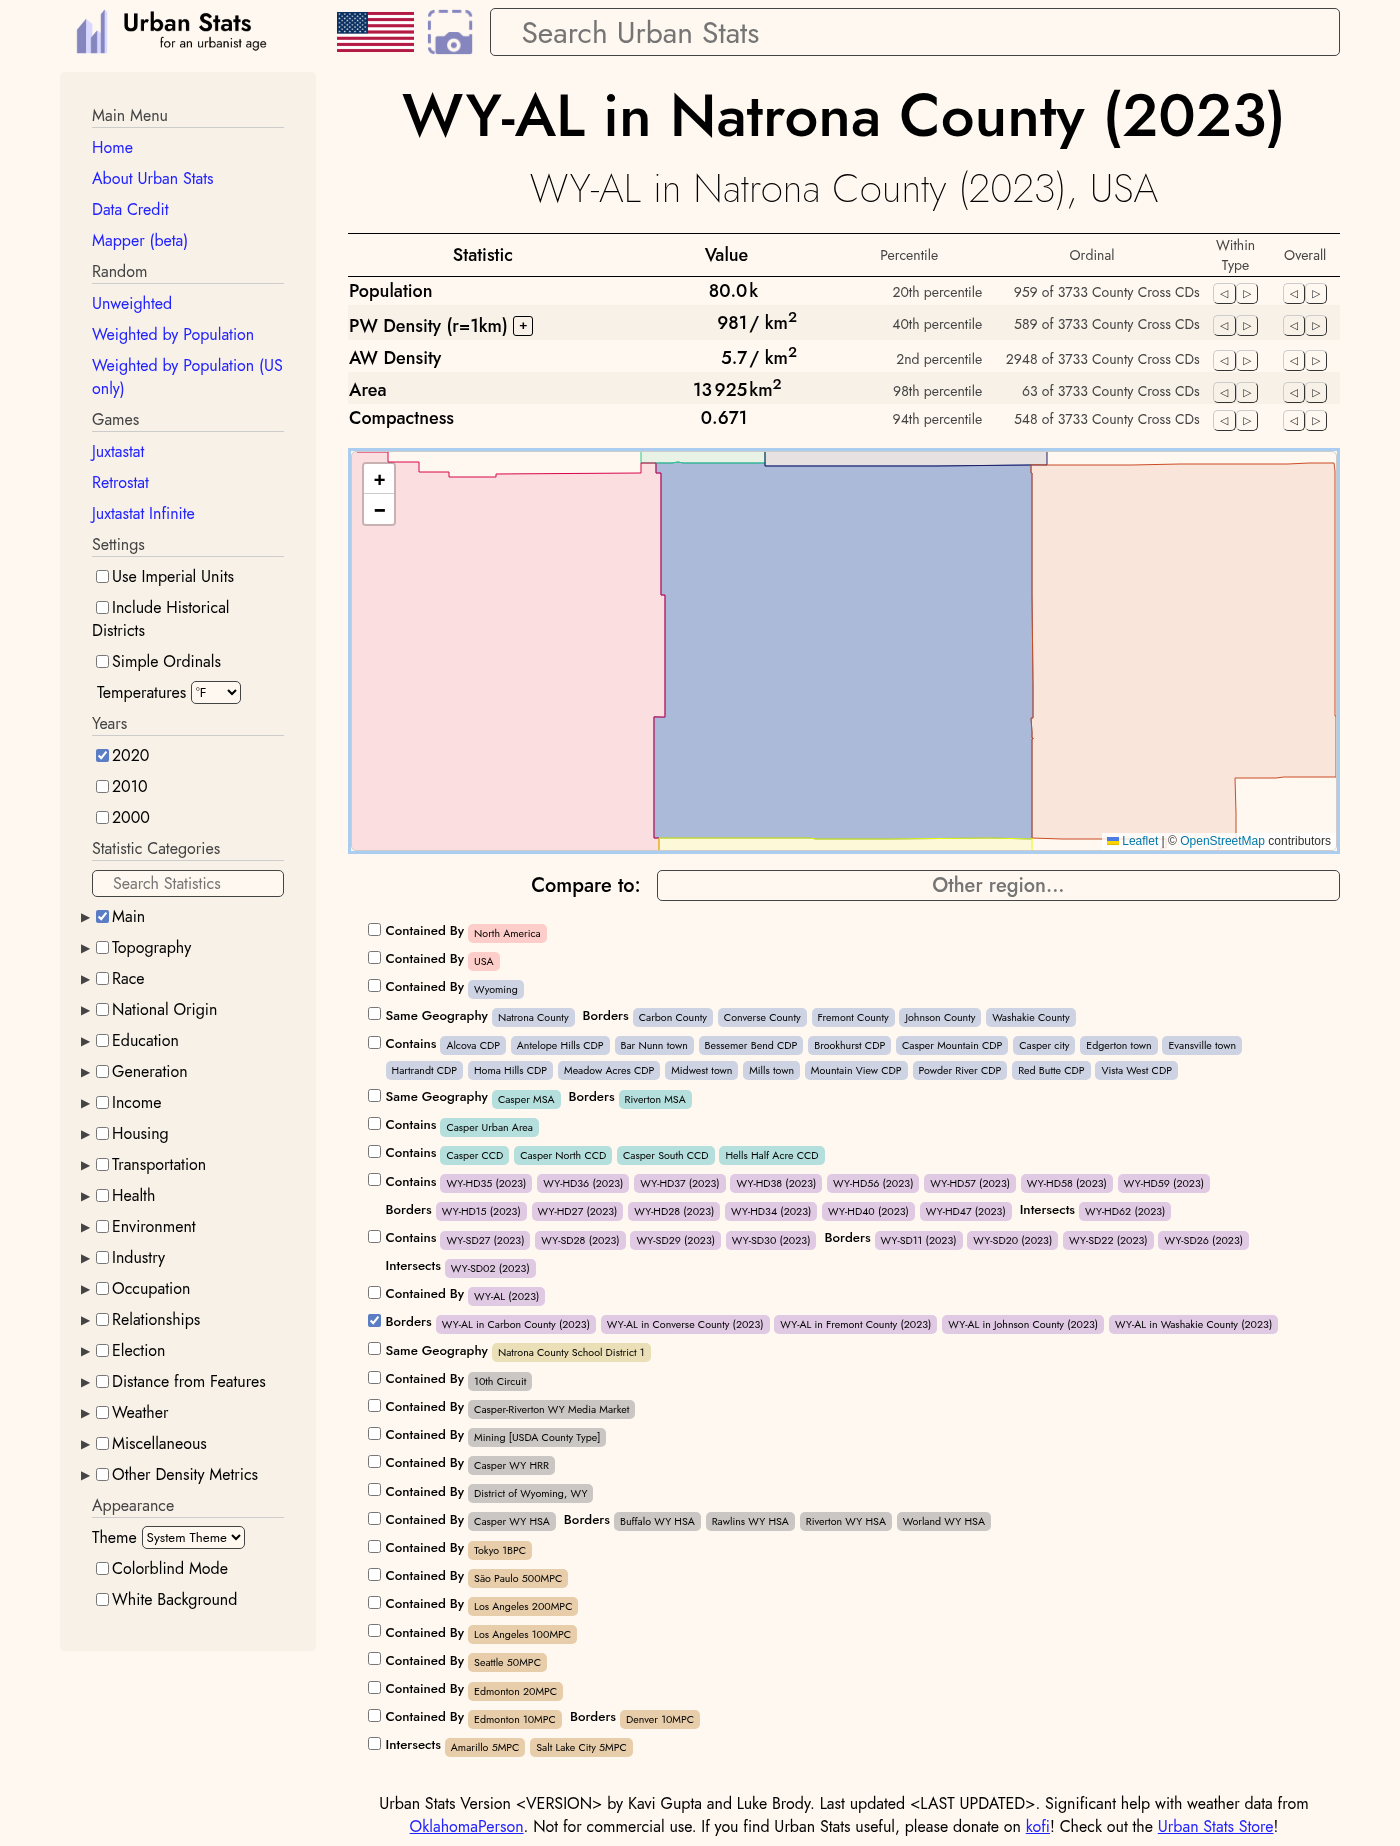 Urban Stats
for an urbanist age
Search Urban Stats
Main Menu
Home
About Urban Stats
Data Credit
Mapper (beta)
Random
Unweighted
Weighted by Population
Weighted by Population (US
only)
Games
Juxtastat
Retrostat
Juxtastat Infinite
Settings
Use Imperial Units
Include Historical
Districts
Simple Ordinals
Temperatures °F
Years
2020
2010
2000
Statistic Categories
Search Statistics
Main
Topography
Race
National Origin
Education
Generation
Income
Housing
Transportation
Health
Environment
Industry
Occupation
Relationships
Election
Distance from Features
Weather
Miscellaneous
Other Density Metrics
Appearance
Theme System Theme
Colorblind Mode
White Background
WY-AL in Natrona County (2023)
WY-AL in Natrona County (2023), USA
Statistic Value Percentile Ordinal Within Type Overall
Population 80.0 k 20th percentile 959 of 3733 County Cross CDs
PW Density (r=1km) + 981 / km² 40th percentile 589 of 3733 County Cross CDs
AW Density 5.7 / km² 2nd percentile 2948 of 3733 County Cross CDs
Area 13 925 km² 98th percentile 63 of 3733 County Cross CDs
Compactness 0.671 94th percentile 548 of 3733 County Cross CDs
+
−
Leaflet | © OpenStreetMap contributors
Compare to: Other region...
Contained By North America
Contained By USA
Contained By Wyoming
Same Geography Natrona County Borders Carbon County Converse County Fremont County Johnson County Washakie County
Contains Alcova CDP Antelope Hills CDP Bar Nunn town Bessemer Bend CDP Brookhurst CDP Casper Mountain CDP Casper city Edgerton town Evansville town
Hartrandt CDP Homa Hills CDP Meadow Acres CDP Midwest town Mills town Mountain View CDP Powder River CDP Red Butte CDP Vista West CDP
Same Geography Casper MSA Borders Riverton MSA
Contains Casper Urban Area
Contains Casper CCD Casper North CCD Casper South CCD Hells Half Acre CCD
Contains WY-HD35 (2023) WY-HD36 (2023) WY-HD37 (2023) WY-HD38 (2023) WY-HD56 (2023) WY-HD57 (2023) WY-HD58 (2023) WY-HD59 (2023)
Borders WY-HD15 (2023) WY-HD27 (2023) WY-HD28 (2023) WY-HD34 (2023) WY-HD40 (2023) WY-HD47 (2023) Intersects WY-HD62 (2023)
Contains WY-SD27 (2023) WY-SD28 (2023) WY-SD29 (2023) WY-SD30 (2023) Borders WY-SD11 (2023) WY-SD20 (2023) WY-SD22 (2023) WY-SD26 (2023)
Intersects WY-SD02 (2023)
Contained By WY-AL (2023)
Borders WY-AL in Carbon County (2023) WY-AL in Converse County (2023) WY-AL in Fremont County (2023) WY-AL in Johnson County (2023) WY-AL in Washakie County (2023)
Same Geography Natrona County School District 1
Contained By 10th Circuit
Contained By Casper-Riverton WY Media Market
Contained By Mining [USDA County Type]
Contained By Casper WY HRR
Contained By District of Wyoming, WY
Contained By Casper WY HSA Borders Buffalo WY HSA Rawlins WY HSA Riverton WY HSA Worland WY HSA
Contained By Tokyo 1BPC
Contained By São Paulo 500MPC
Contained By Los Angeles 200MPC
Contained By Los Angeles 100MPC
Contained By Seattle 50MPC
Contained By Edmonton 20MPC
Contained By Edmonton 10MPC Borders Denver 10MPC
Intersects Amarillo 5MPC Salt Lake City 5MPC
Urban Stats Version <VERSION> by Kavi Gupta and Luke Brody. Last updated <LAST UPDATED>. Significant help with weather data from
OklahomaPerson. Not for commercial use. If you find Urban Stats useful, please donate on kofi! Check out the Urban Stats Store!